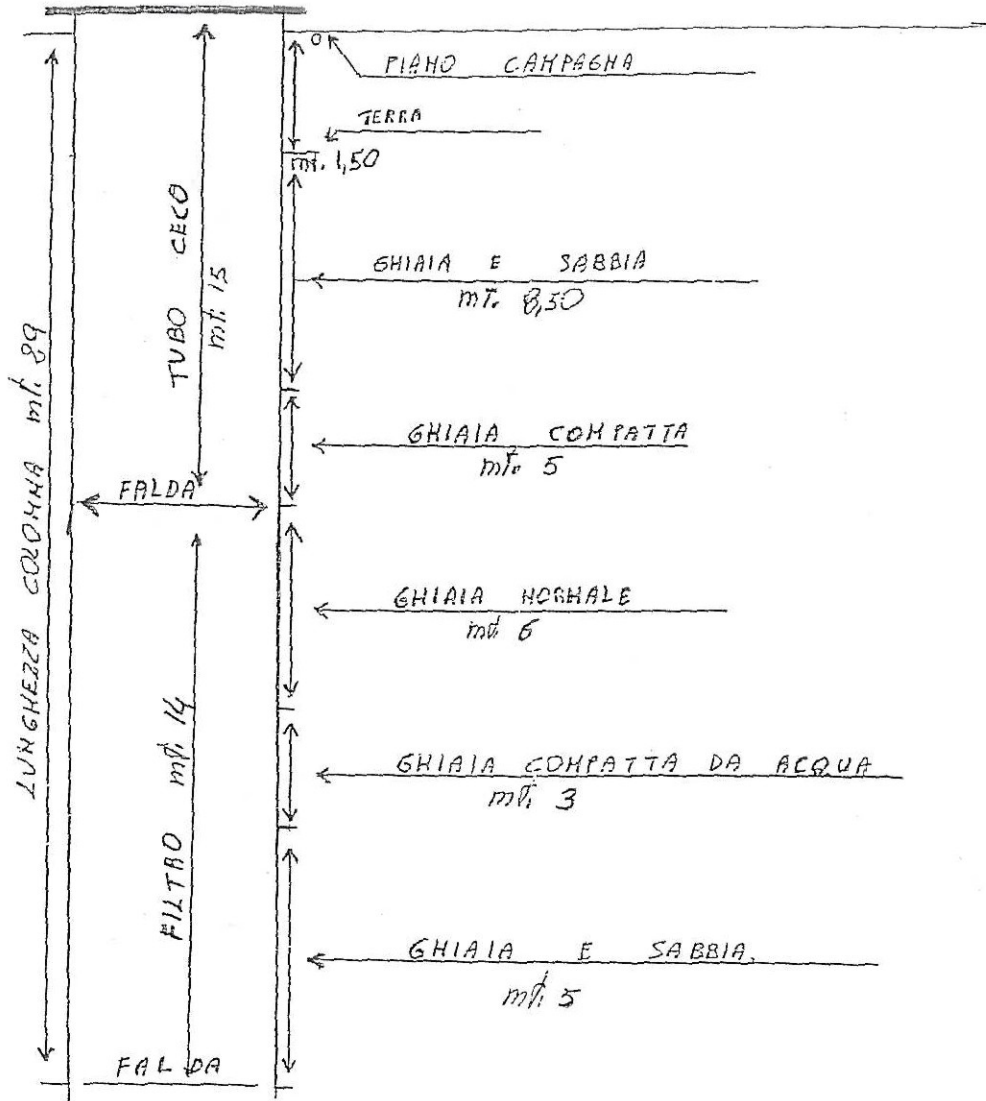 O
PIANO CAMPAGNA
TERRA
mt. 1,50
GHIAIA E SABBIA
mt. 8,50
GHIAIA COMPATTA
mt. 5
GHIAIA NORMALE
mt. 6
GHIAIA COMPATTA DA ACQUA
mt. 3
GHIAIA E SABBIA.
mt. 5
TUBO CECO
mt. 15
FALDA
FILTRO mt. 14
FALDA
LUNGHEZZA COLONNA mt. 29